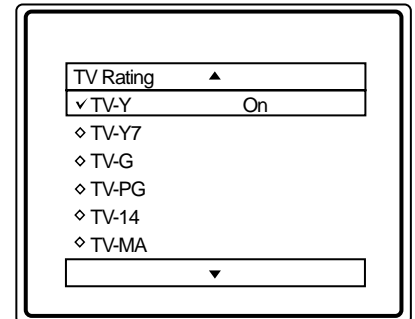 TV Rating ▲
✓ TV-Y On
◇ TV-Y7
◇ TV-G
◇ TV-PG
◇ TV-14
◇ TV-MA
▼